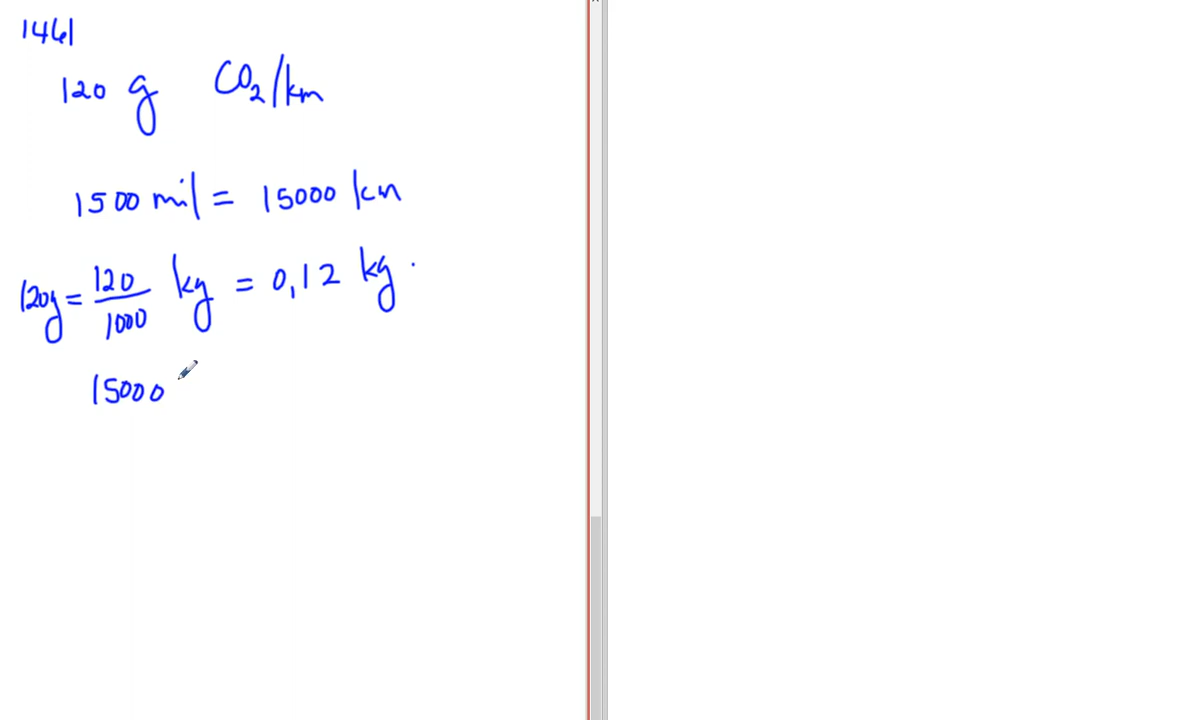 1461
120 g CO₂/km
1500 mil = 15000 km
120g = 120/1000 kg = 0,12 kg.
15000